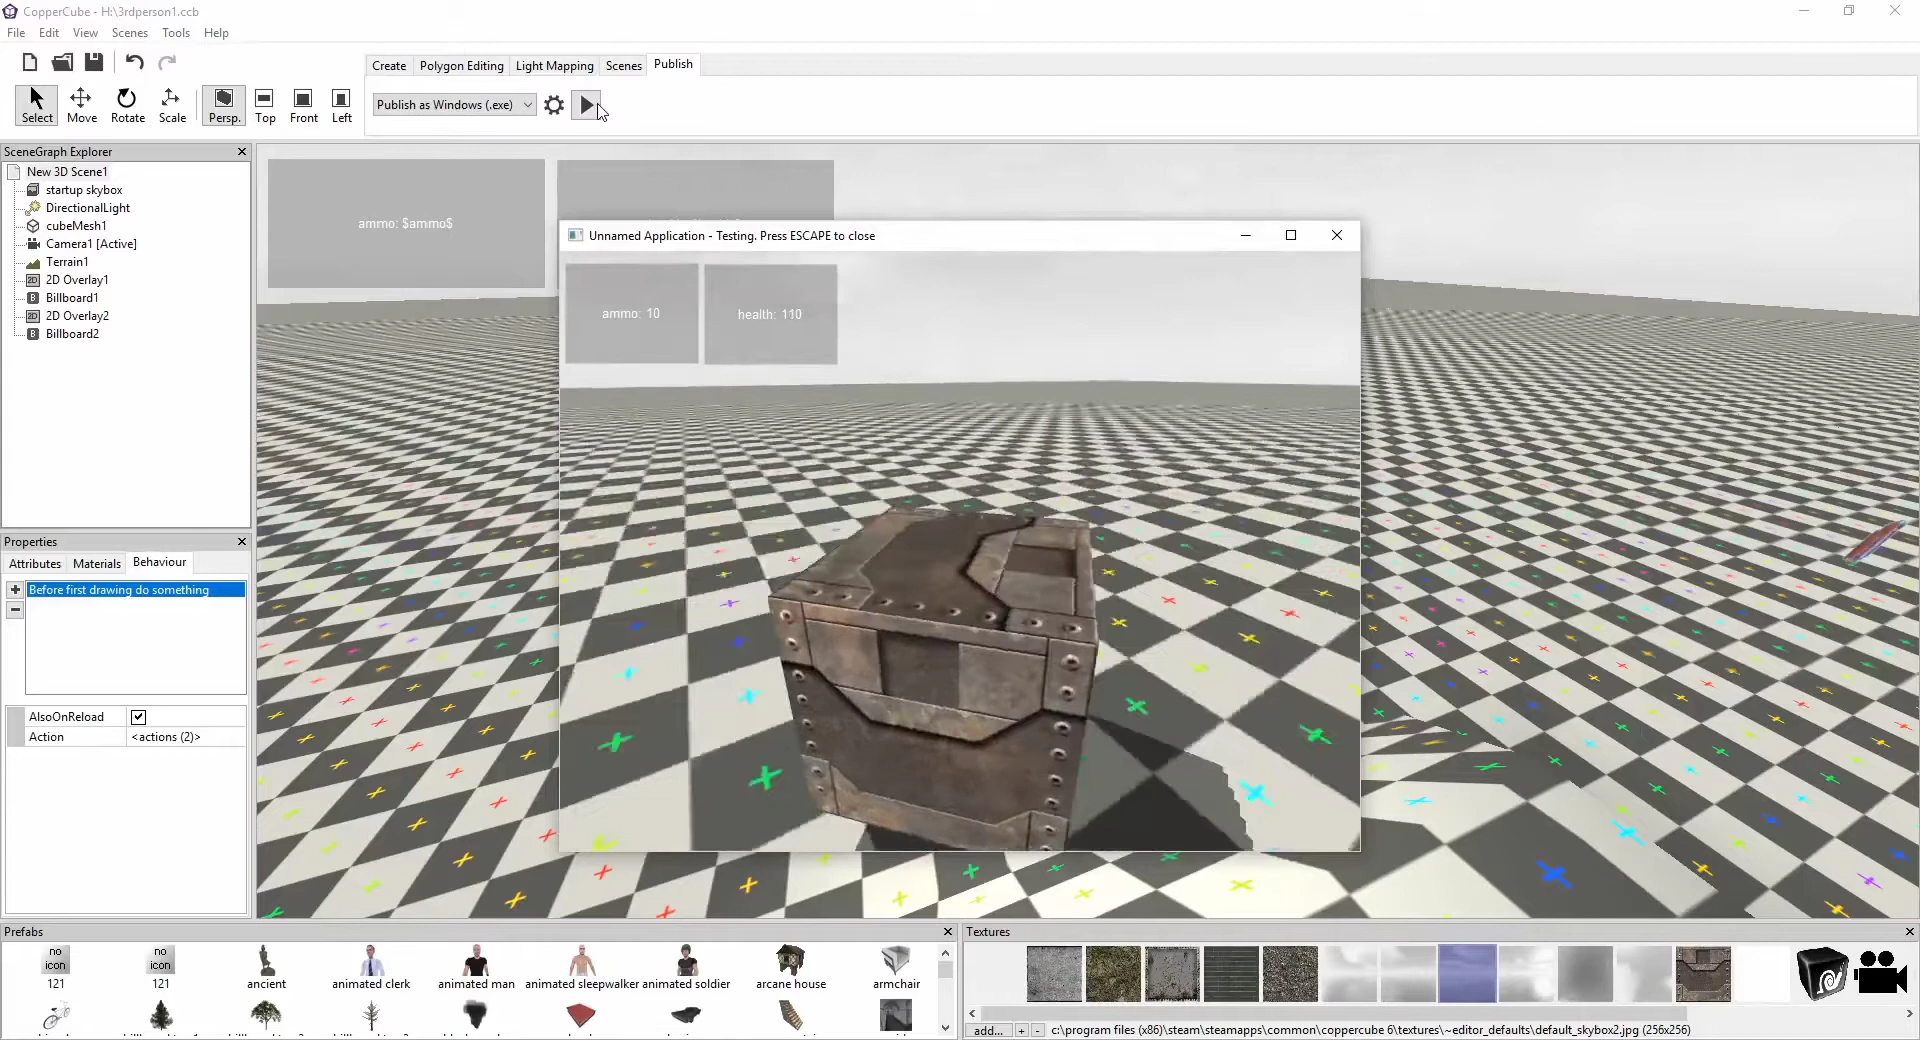 CopperCube - H:\3rdperson1.ccb
File Edit View Scenes Tools Help
Create Polygon Editing Light Mapping Scenes Publish
Select Move Rotate Scale Persp. Top Front Left
Publish as Windows (.exe)
SceneGraph Explorer
New 3D Scene1
startup skybox
DirectionalLight
cubeMesh1
Camera1 [Active]
Terrain1
2D Overlay1
Billboard1
2D Overlay2
Billboard2
ammo: $ammo$
Unnamed Application - Testing. Press ESCAPE to close
ammo: 10
health: 110
Properties
Attributes Materials Behaviour
Before first drawing do something
AlsoOnReload
Action <actions (2)>
Prefabs
no icon
no icon
121 121 ancient animated clerk animated man animated sleepwalker animated soldier arcane house armchair
Textures
add... + - c:\program files (x86)\steam\steamapps\common\coppercube 6\textures\~editor_defaults\default_skybox2.jpg (256x256)